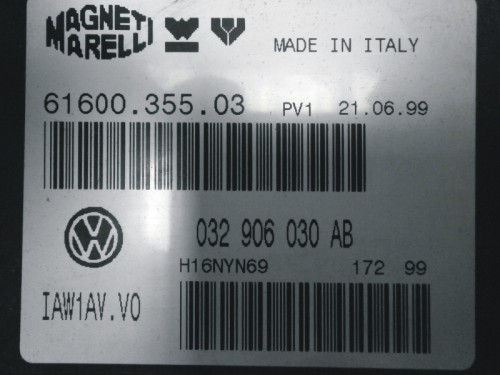 MAGNETI
MARELLI
MADE IN ITALY
61600.355.03 PV1 21.06.99
032 906 030 AB
H16NYN69 172 99
IAW1AV.V0